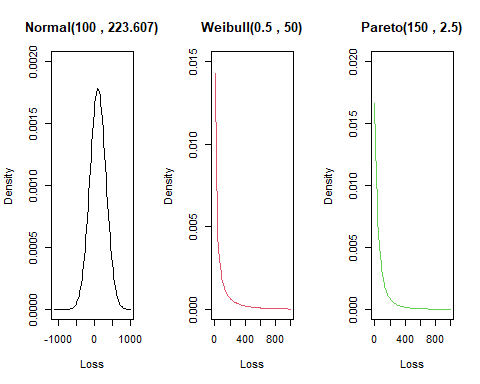 Normal(100 , 223.607)
Density
0.0000 0.0005 0.0010 0.0015 0.0020
-1000 0 1000
Loss
Weibull(0.5 , 50)
Density
0.000 0.005 0.010 0.015
0 400 800
Loss
Pareto(150 , 2.5)
Density
0.000 0.005 0.010 0.015 0.020
0 400 800
Loss